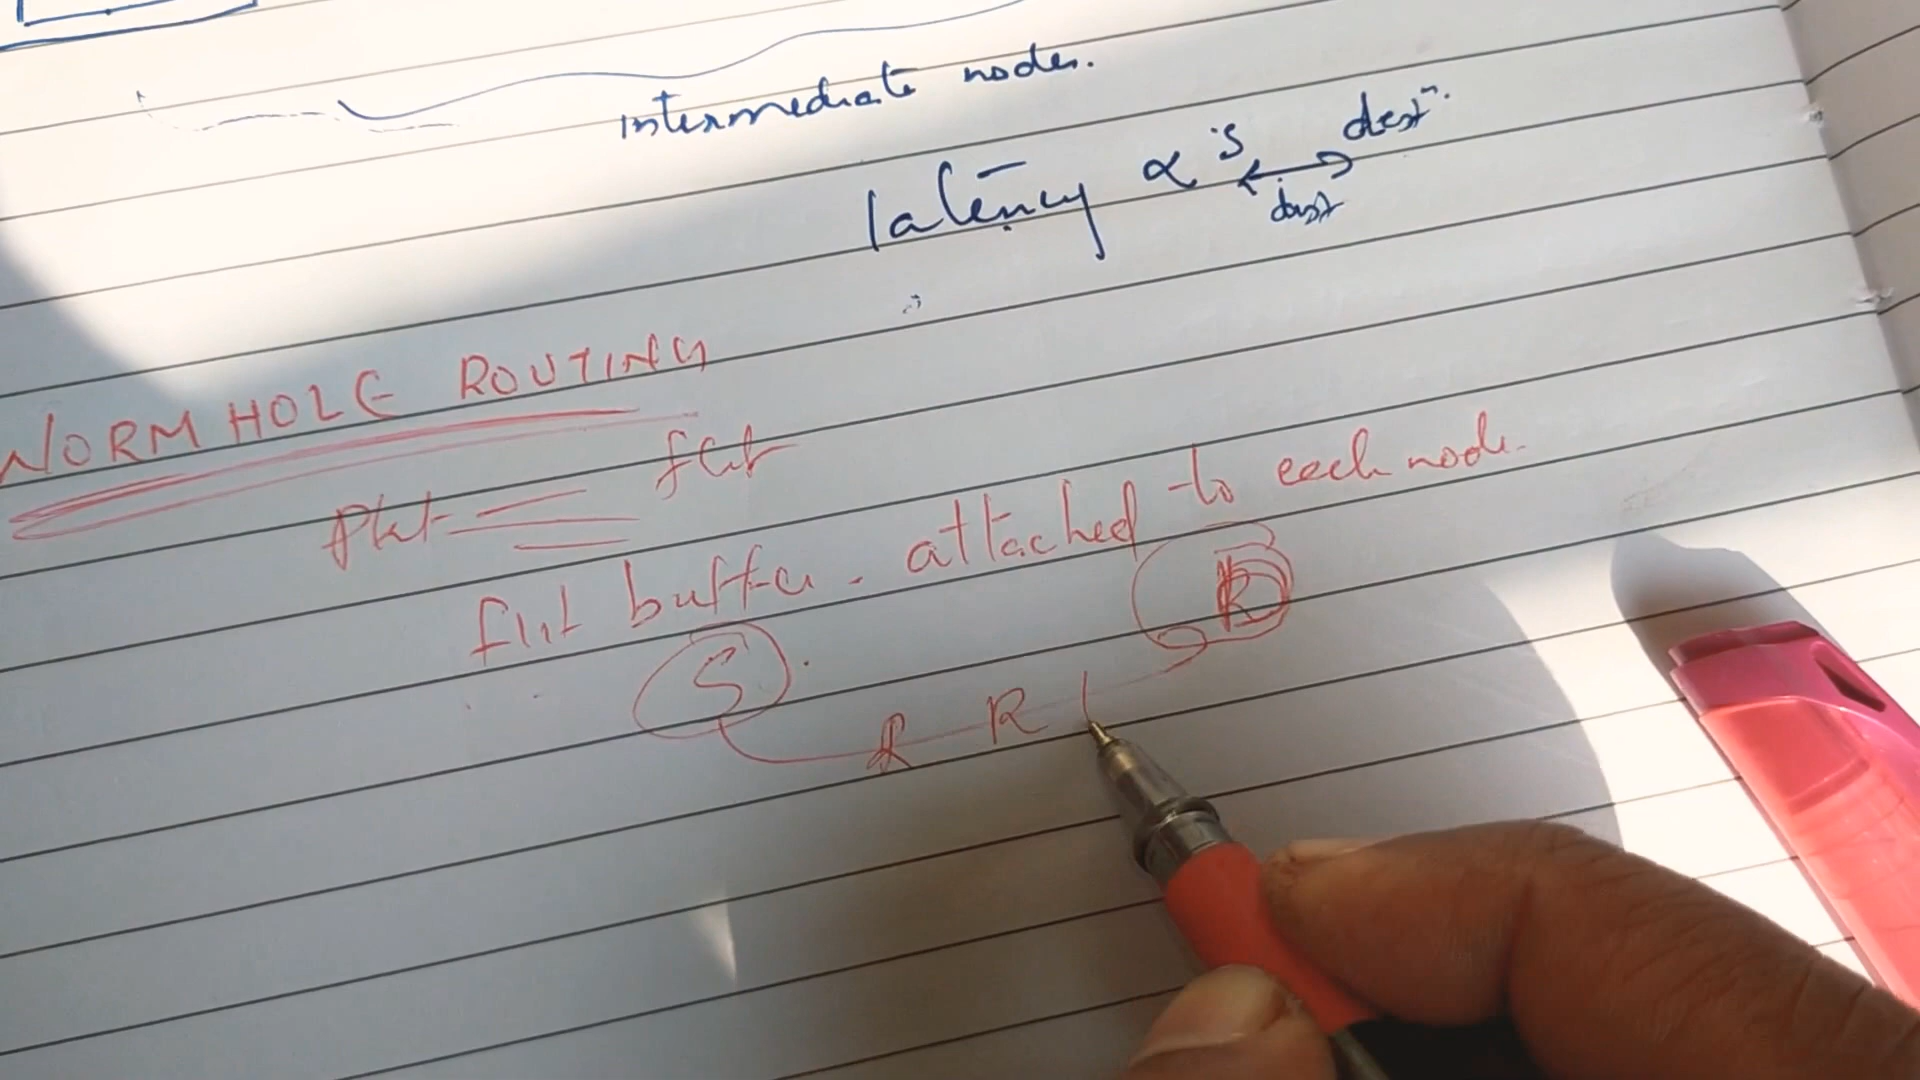 intermediate nodes.
latency ∝ S ↔ destn.
dist
WORMHOLE ROUTING
pkt flit
flit buffer. attached to each node.
S D
R R